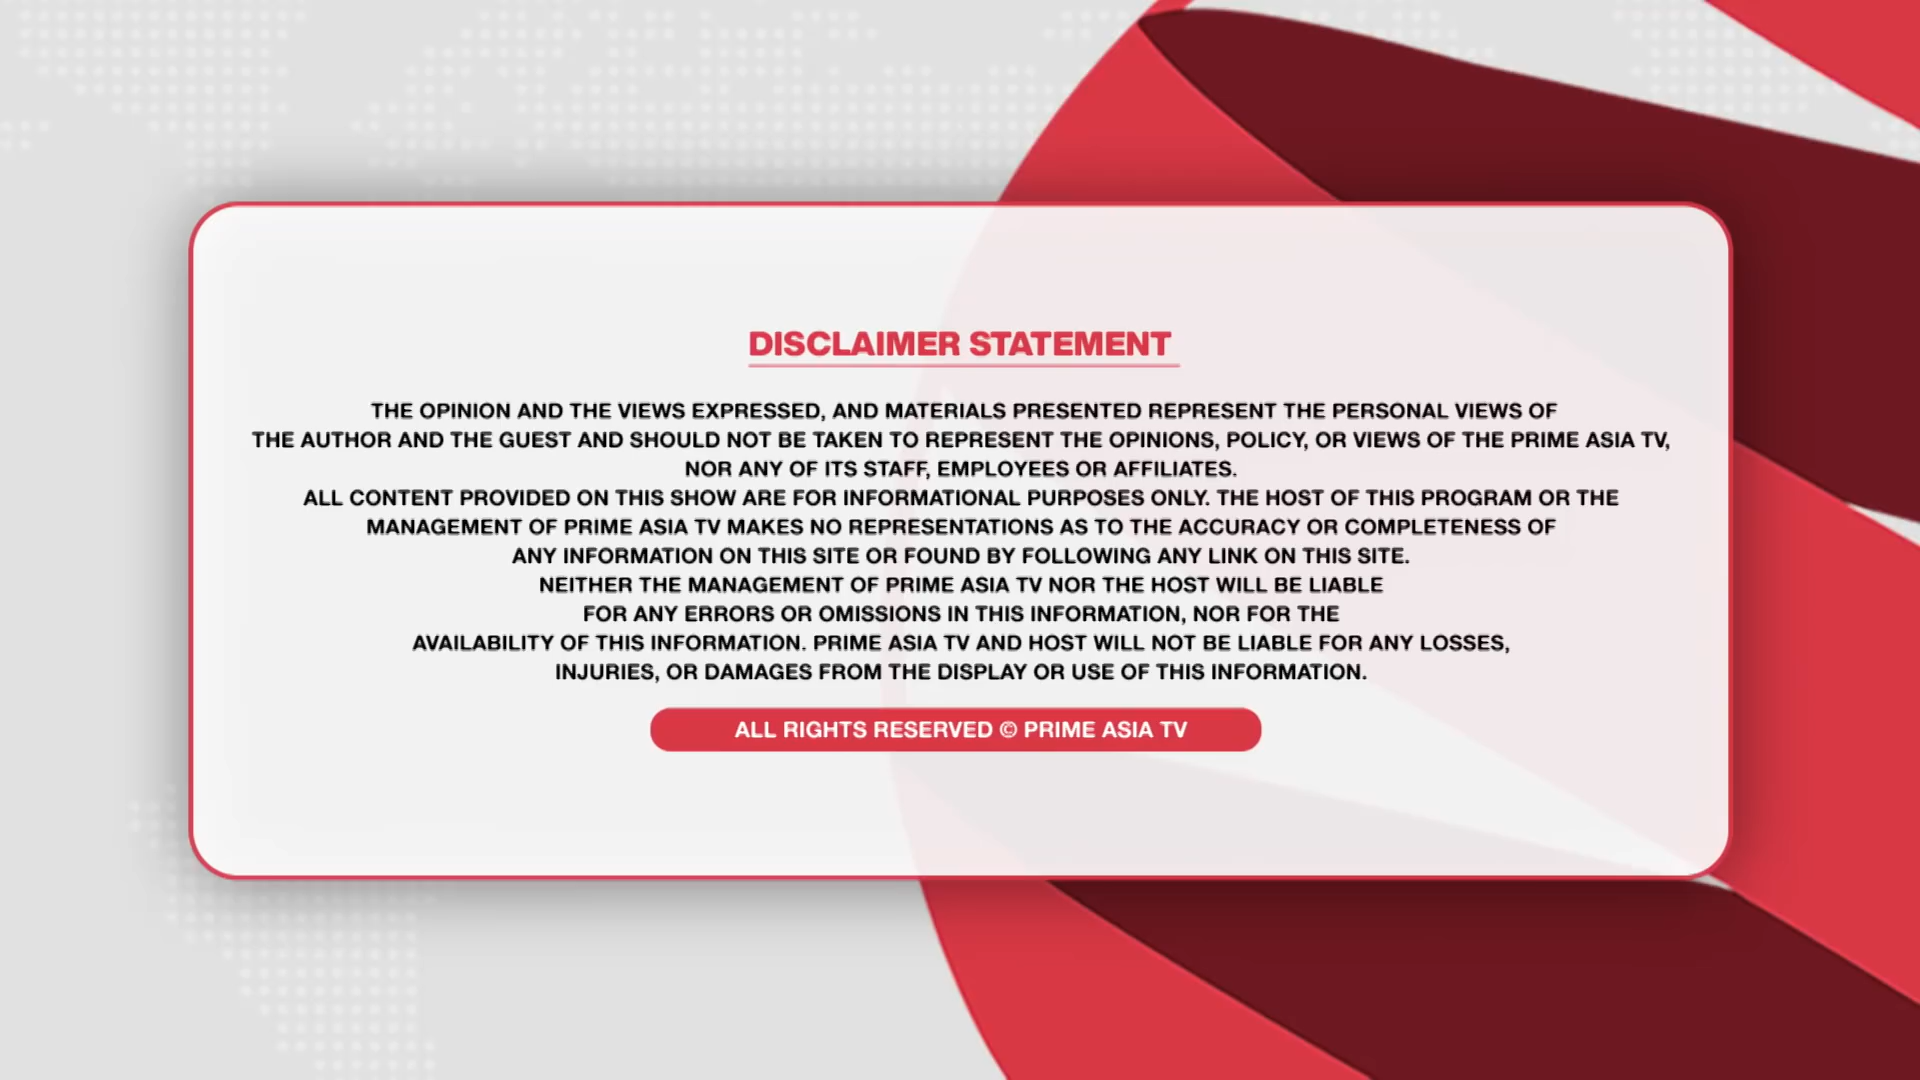 DISCLAIMER STATEMENT
THE OPINION AND THE VIEWS EXPRESSED, AND MATERIALS PRESENTED REPRESENT THE PERSONAL VIEWS OF
THE AUTHOR AND THE GUEST AND SHOULD NOT BE TAKEN TO REPRESENT THE OPINIONS, POLICY, OR VIEWS OF THE PRIME ASIA TV,
NOR ANY OF ITS STAFF, EMPLOYEES OR AFFILIATES.
ALL CONTENT PROVIDED ON THIS SHOW ARE FOR INFORMATIONAL PURPOSES ONLY. THE HOST OF THIS PROGRAM OR THE
MANAGEMENT OF PRIME ASIA TV MAKES NO REPRESENTATIONS AS TO THE ACCURACY OR COMPLETENESS OF
ANY INFORMATION ON THIS SITE OR FOUND BY FOLLOWING ANY LINK ON THIS SITE.
NEITHER THE MANAGEMENT OF PRIME ASIA TV NOR THE HOST WILL BE LIABLE
FOR ANY ERRORS OR OMISSIONS IN THIS INFORMATION, NOR FOR THE
AVAILABILITY OF THIS INFORMATION. PRIME ASIA TV AND HOST WILL NOT BE LIABLE FOR ANY LOSSES,
INJURIES, OR DAMAGES FROM THE DISPLAY OR USE OF THIS INFORMATION.
ALL RIGHTS RESERVED © PRIME ASIA TV